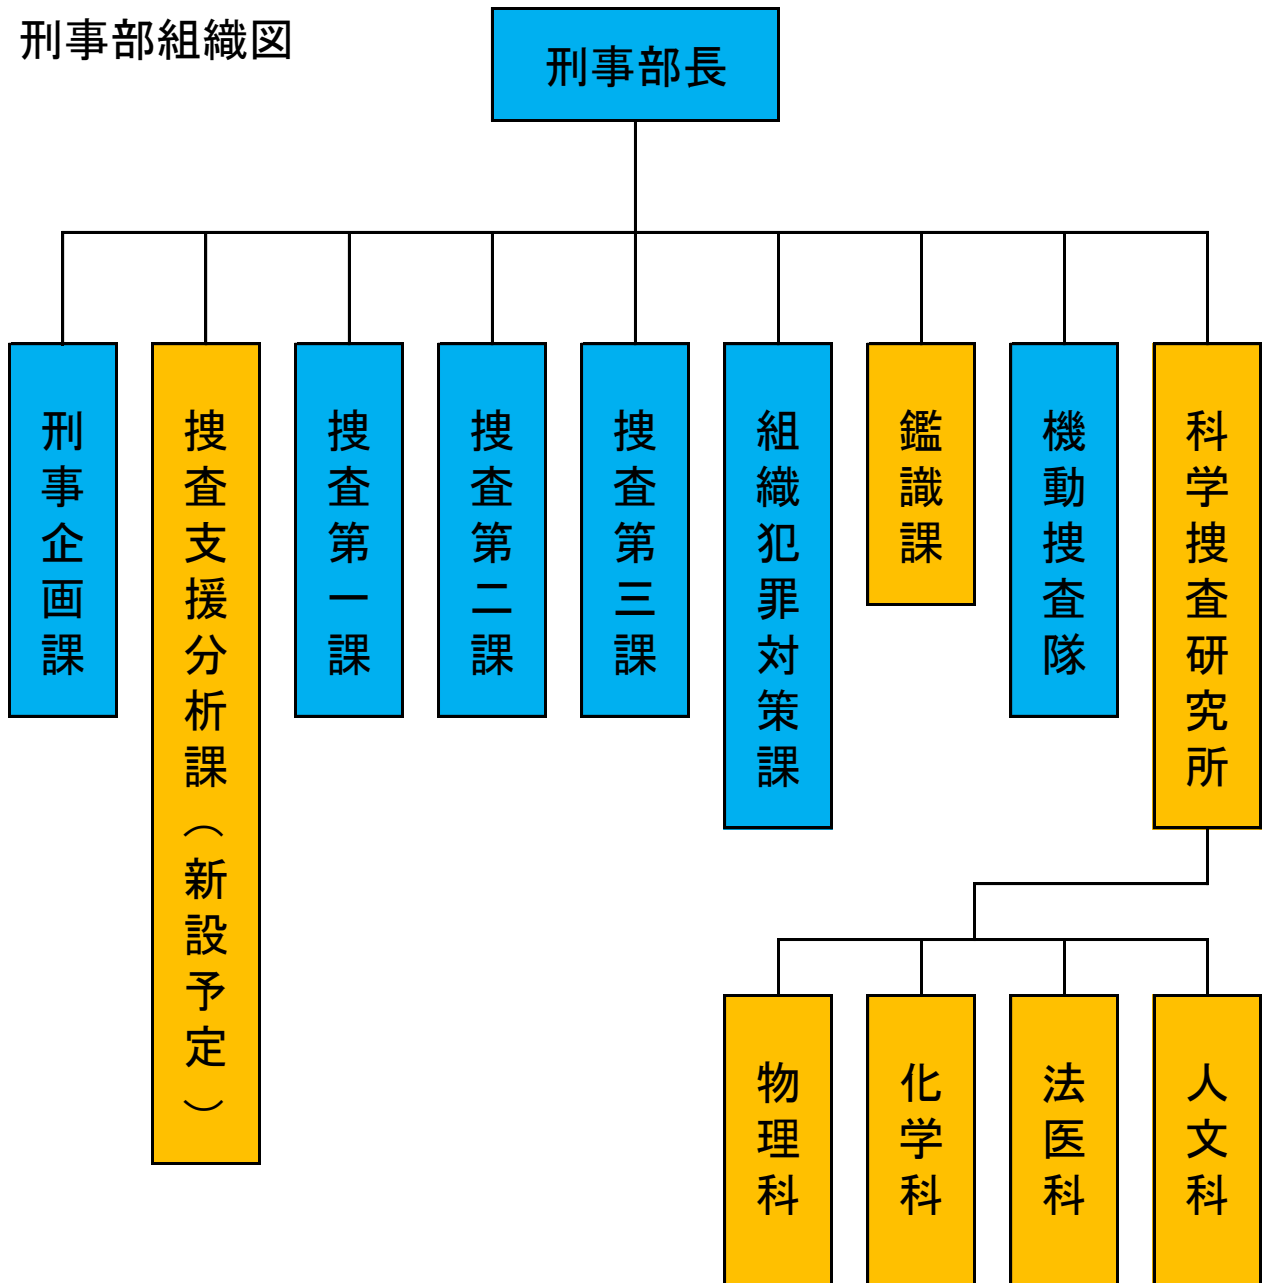 刑事部組織図
刑事部長
刑事企画課
捜査支援分析課（新設予定）
捜査第一課
捜査第二課
捜査第三課
組織犯罪対策課
鑑識課
機動捜査隊
科学捜査研究所
物理科
化学科
法医科
人文科